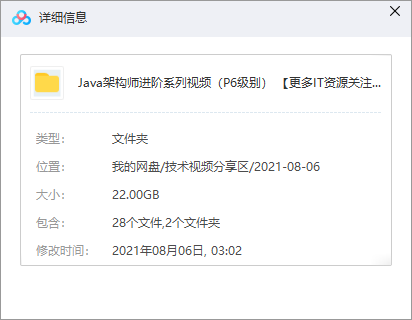 详细信息
Java架构师进阶系列视频（P6级别） 【更多IT资源关注...
类型： 文件夹
位置： 我的网盘/技术视频分享区/2021-08-06
大小： 22.00GB
包含： 28个文件,2个文件夹
修改时间： 2021年08月06日, 03:02